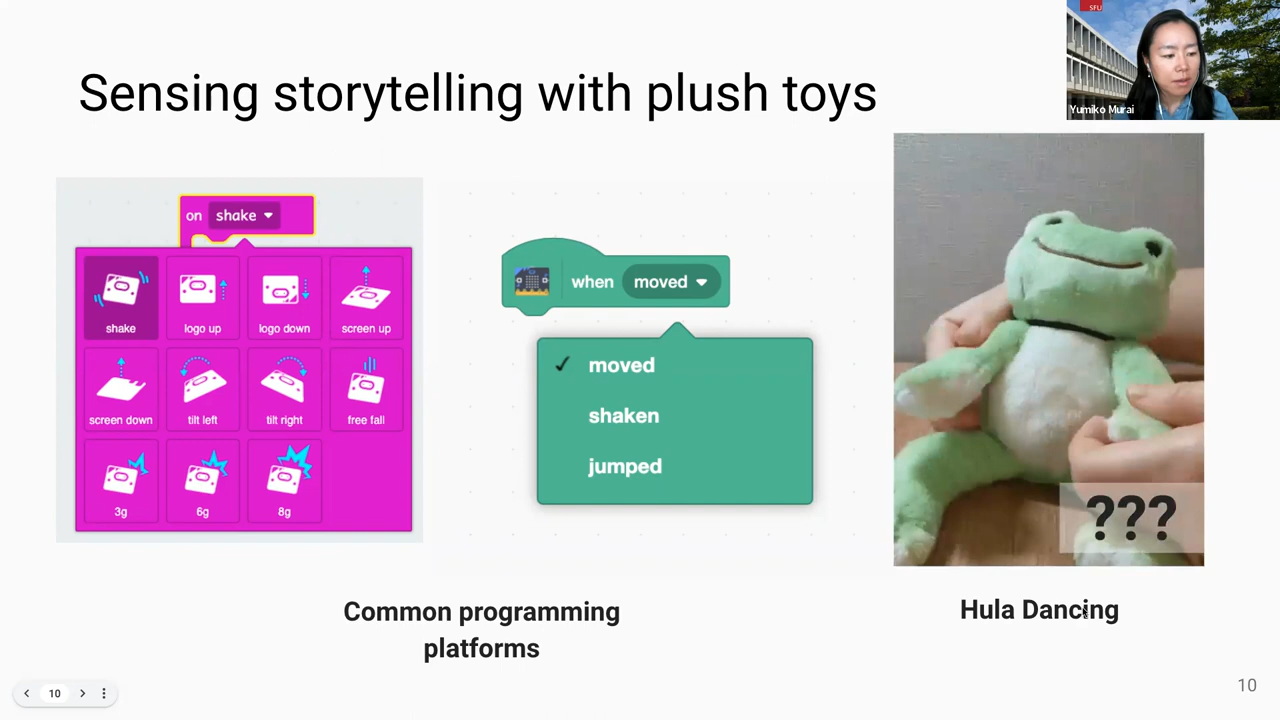 SFU
Yumiko Murai
Sensing storytelling with plush toys
on shake
shake
logo up
logo down
screen up
screen down
tilt left
tilt right
free fall
3g
6g
8g
when moved
moved
shaken
jumped
???
Common programming
platforms
Hula Dancing
10
10